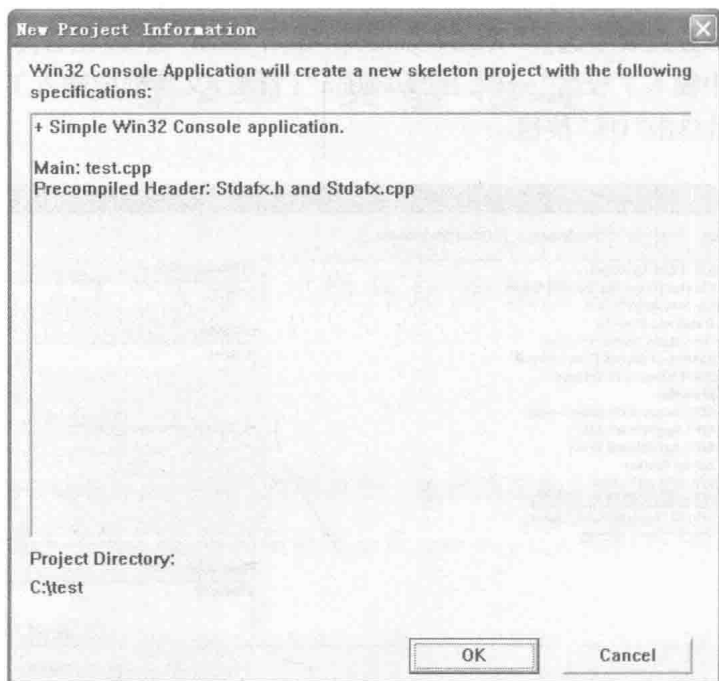 New Project Information
Win32 Console Application will create a new skeleton project with the following
specifications:
+ Simple Win32 Console application.
Main: test.cpp
Precompiled Header: Stdafx.h and Stdafx.cpp
Project Directory:
C:\test
OK
Cancel